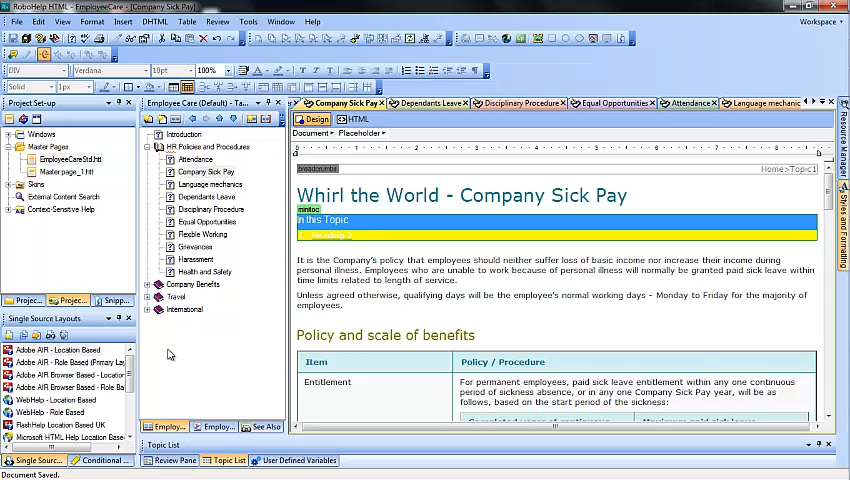 RoboHelp HTML - EmployeeCare - [Company Sick Pay]
File Edit View Format Insert DHTML Table Review Tools Window Help
Workspace
DIV Verdana 10pt 100%
Solid 1px
Project Set-up
Windows
Master Pages
EmployeeCareStd.htt
Master page_1.htt
Skins
External Content Search
Context-Sensitive Help
Projec... Projec... Snipp...
Single Source Layouts
Adobe AIR - Location Based
Adobe AIR - Role Based (Primary Lay
Adobe AIR Browser Based - Location
Adobe AIR Browser Based - Role Ba
WebHelp - Location Based
WebHelp - Role Based
FlashHelp Location Based UK
Microsoft HTML Help Location Base
Single Sourc... Conditional ...
Employee Care (Default) - Ta...
Introduction
HR Policies and Procedures
Attendance
Company Sick Pay
Language mechanics
Dependants Leave
Disciplinary Procedure
Equal Opportunities
Flexible Working
Grievances
Harassment
Health and Safety
Company Benefits
Travel
International
Employ... Employ... See Also
Company Sick Pay Dependants Leave Disciplinary Procedure Equal Opportunities Attendance Language mechanic
Design HTML
Document Placeholder
breadcrumbs
Home>Topic1
Whirl the World - Company Sick Pay
minitoc
In this Topic
1. Heading 2
It is the Company's policy that employees should neither suffer loss of basic income nor increase their income during
personal illness. Employees who are unable to work because of personal illness will normally be granted paid sick leave within
time limits related to length of service.
Unless agreed otherwise, qualifying days will be the employee's normal working days - Monday to Friday for the majority of
employees.
Policy and scale of benefits
Item Policy / Procedure
Entitlement For permanent employees, paid sick leave entitlement within any one continuous
period of sickness absence, or in any one Company Sick Pay year, will be as
follows, based on the start period of the sickness:
Resource Manager
Styles and Formatting
Topic List
Review Pane Topic List User Defined Variables
Document Saved.